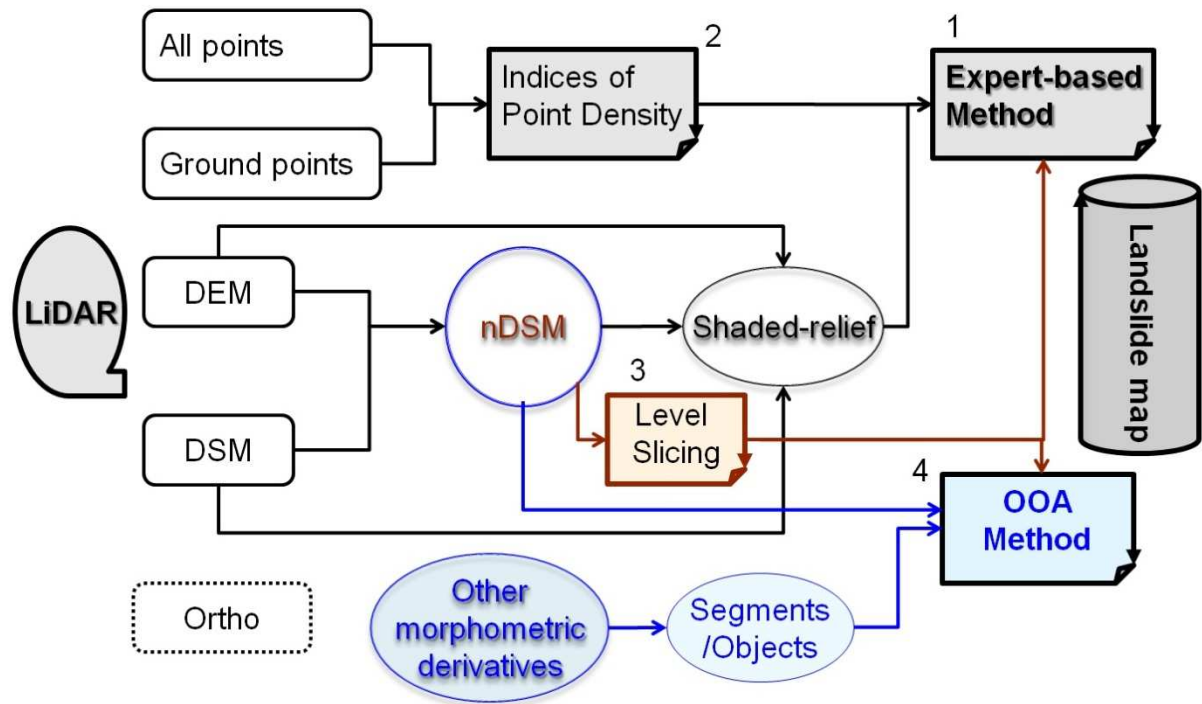 All points
2
1
Indices of
Point Density
Expert-based
Method
Ground points
LiDAR
DEM
nDSM
Shaded-relief
Landslide map
3
Level
Slicing
DSM
4
OOA
Method
Ortho
Other
morphometric
derivatives
Segments
/Objects